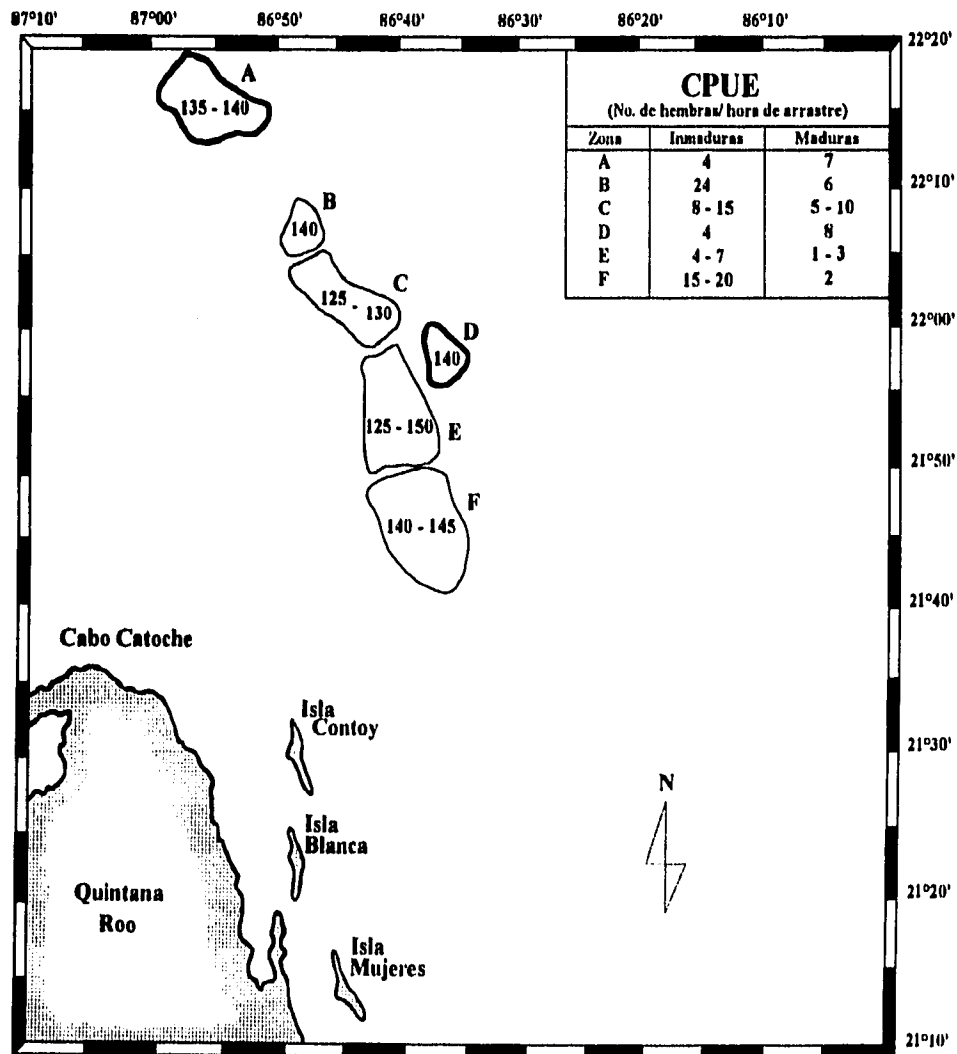 87°10' 87°00' 86°50' 86°40' 86°30' 86°20' 86°10'
22°20'
CPUE
(No. de hembras/ hora de arrastre)
Zona Inmaduras Maduras
A 4 7
B 24 6
C 8 - 15 5 - 10
D 4 8
E 4 - 7 1 - 3
F 15 - 20 2
A
135 - 140
22°10'
B
140
C
125 - 130
22°00'
D
140
125 - 150 E
21°50'
F
140 - 145
21°40'
Cabo Catoche
Isla
Contoy
21°30'
N
Isla
Blanca
Quintana
Roo
21°20'
Isla
Mujeres
21°10'